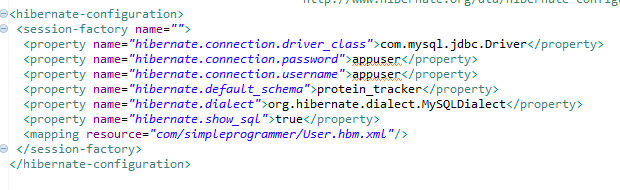 http://www.hibernate.org/dtd/hibernate-config
<hibernate-configuration>
<session-factory name="">
<property name="hibernate.connection.driver_class">com.mysql.jdbc.Driver</property>
<property name="hibernate.connection.password">appuser</property>
<property name="hibernate.connection.username">appuser</property>
<property name="hibernate.default_schema">protein_tracker</property>
<property name="hibernate.dialect">org.hibernate.dialect.MySQLDialect</property>
<property name="hibernate.show_sql">true</property>
<mapping resource="com/simpleprogrammer/User.hbm.xml"/>
</session-factory>
</hibernate-configuration>